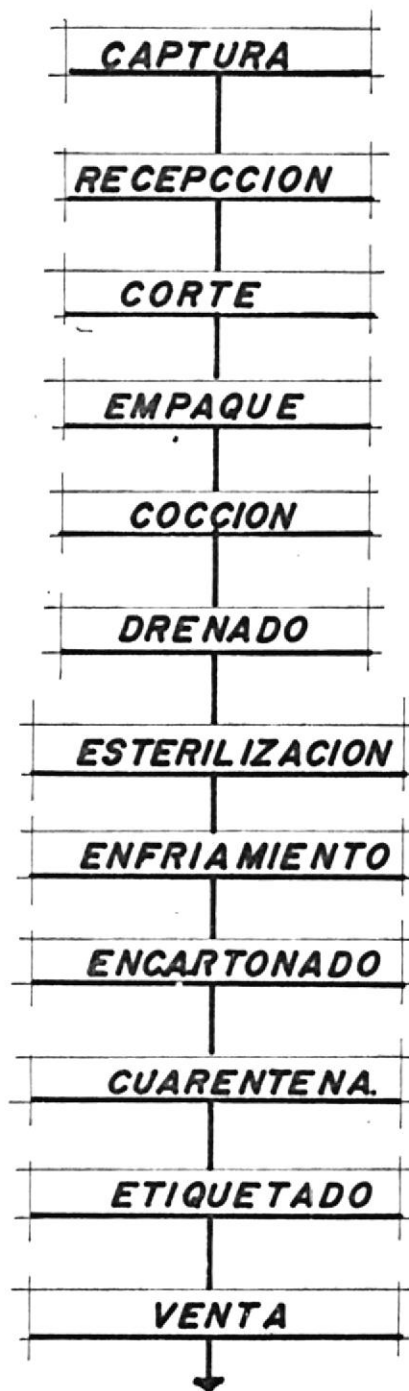 CAPTURA
RECEPCCION
CORTE
EMPAQUE
COCCION
DRENADO
ESTERILIZACION
ENFRIAMIENTO
ENCARTONADO
CUARENTENA.
ETIQUETADO
VENTA